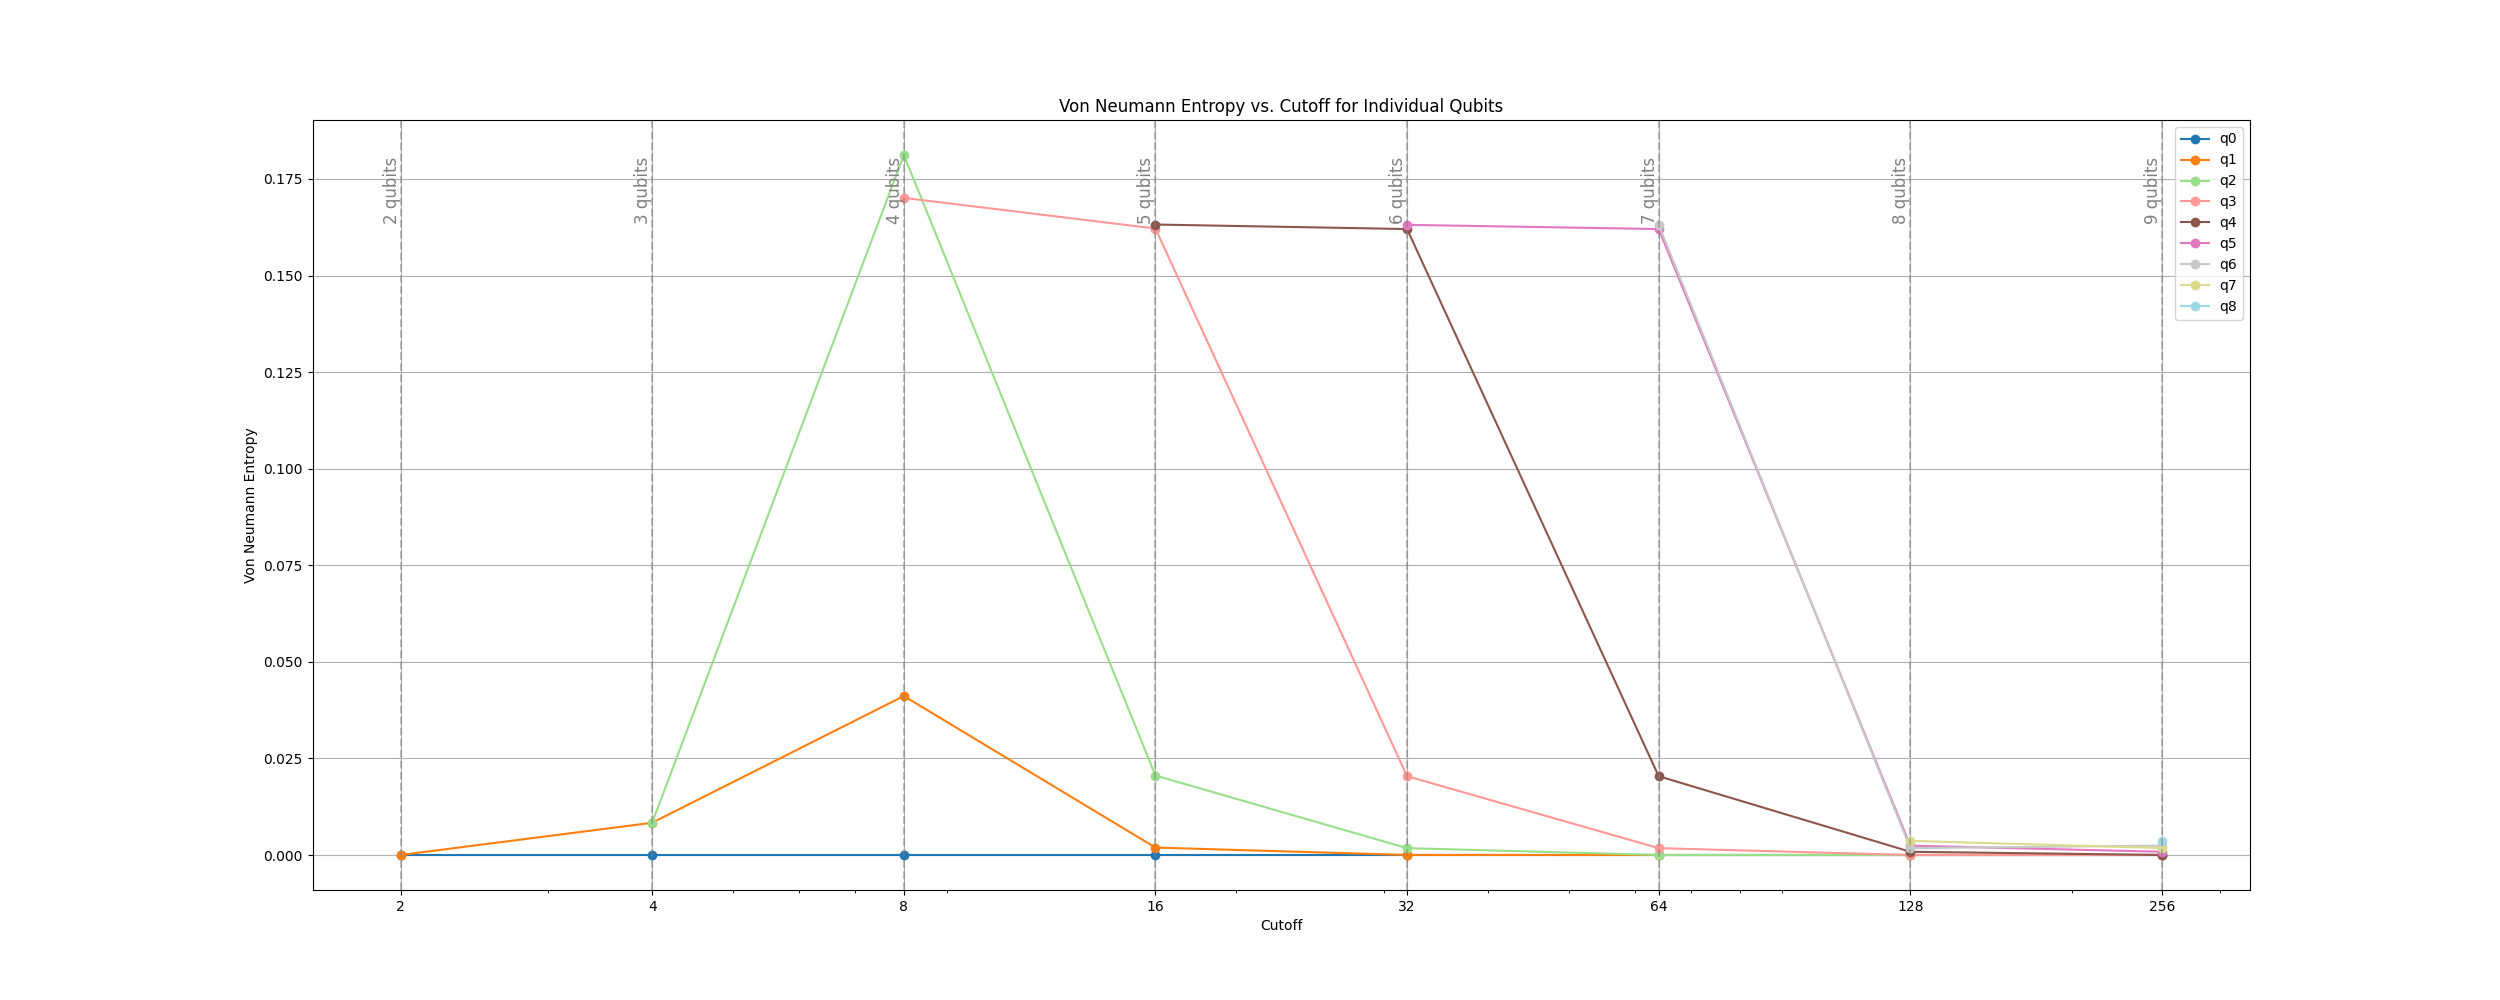 Von Neumann Entropy vs. Cutoff for Individual Qubits
Von Neumann Entropy
0.175
0.150
0.125
0.100
0.075
0.050
0.025
0.000
2 qubits
3 qubits
4 qubits
5 qubits
6 qubits
7 qubits
8 qubits
9 qubits
q0
q1
q2
q3
q4
q5
q6
q7
q8
2 4 8 16 32 64 128 256
Cutoff